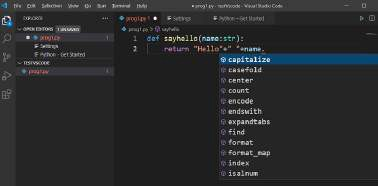 File Edit Selection View Go Run Terminal Help
prog1.py - testVscode - Visual Studio Code
EXPLORER
prog1.py 1
Settings
Python - Get Started
OPEN EDITORS 1 UNSAVED
prog1.py > sayhello
prog1.py 1
Settings
Python - Get Started
TESTVSCODE
prog1.py
1 def sayhello(name:str):
2 return "Hello"+" "+name.
capitalize
casefold
center
count
encode
endswith
expandtabs
find
format
format_map
index
isalnum